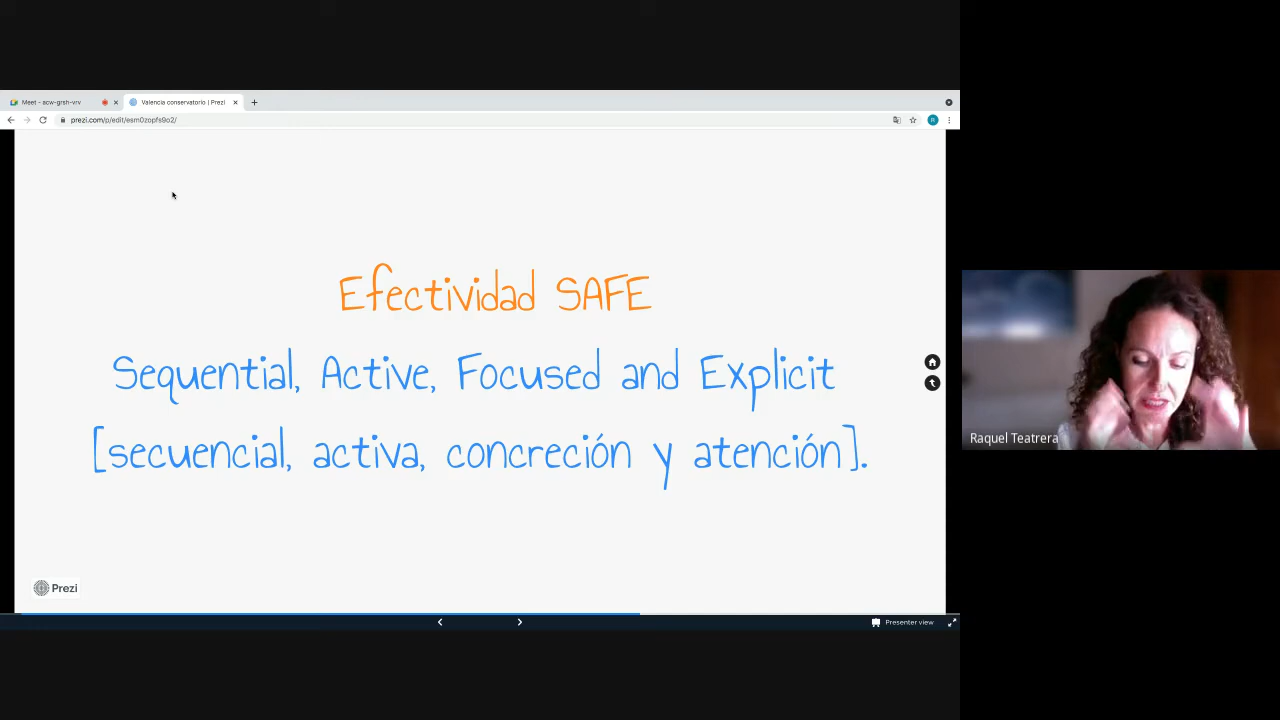 Meet - acw-grsh-vrv
Valencia conservatorio | Prezi
prezi.com/p/edit/esm0zopfs9o2/
R
Efectividad SAFE
Sequential, Active, Focused and Explicit
[secuencial, activa, concreción y atención].
Raquel Teatrera
Prezi
Presenter view